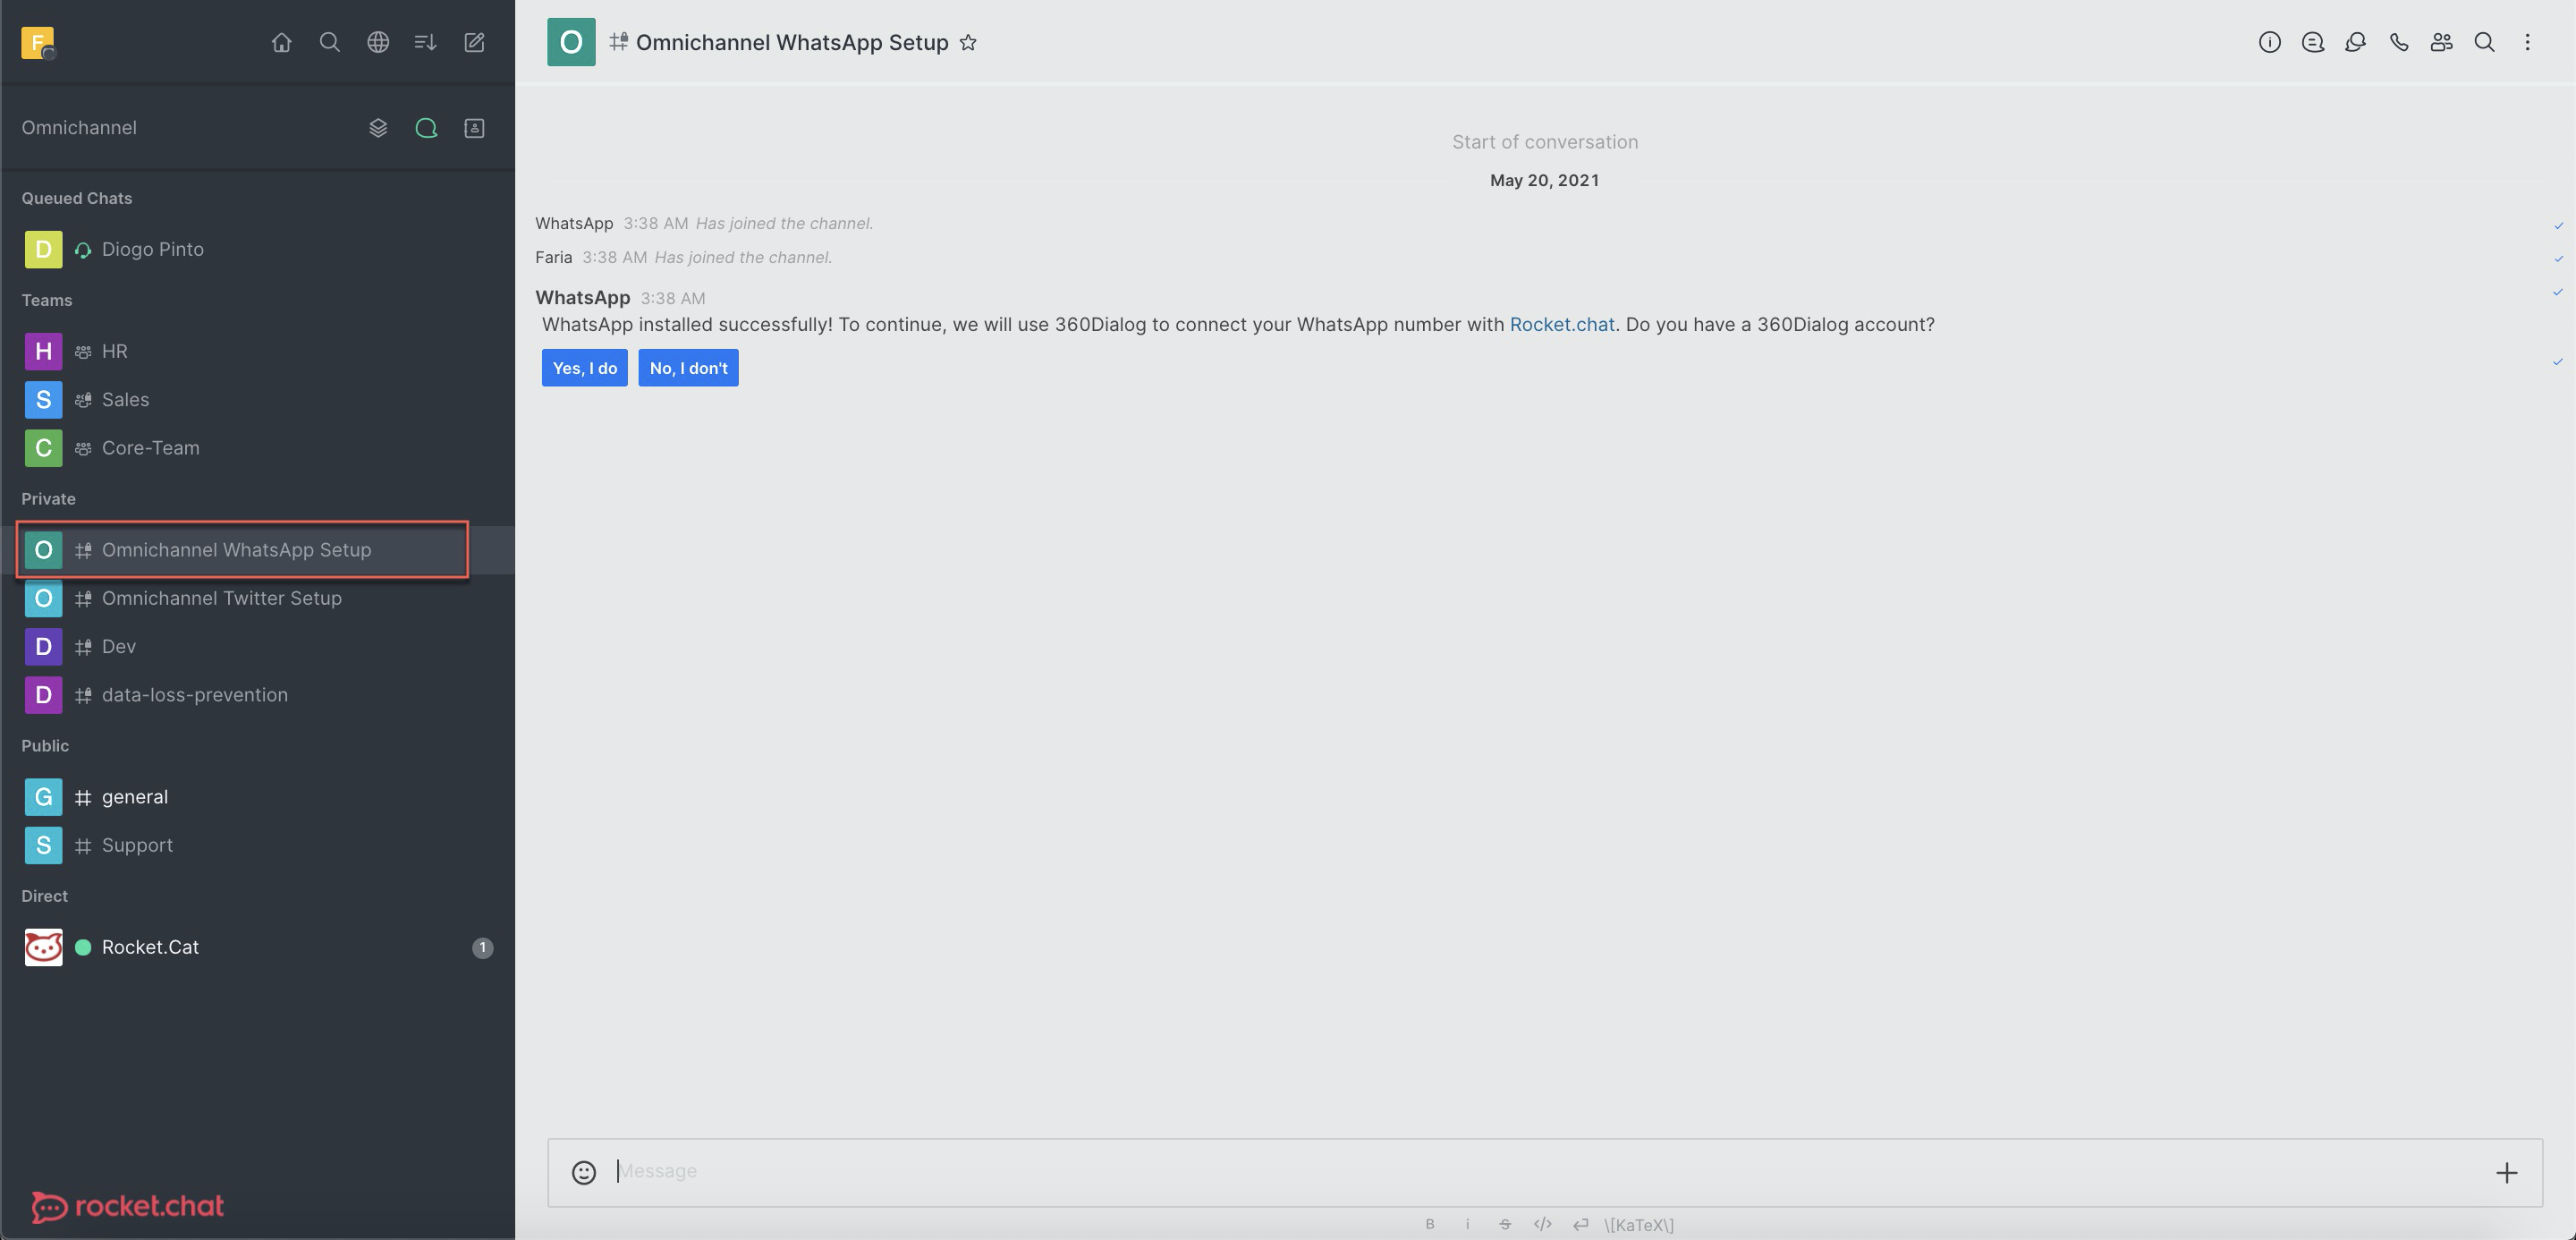 F
Omnichannel
Queued Chats
D Diogo Pinto
Teams
H HR
S Sales
C Core-Team
Private
O Omnichannel WhatsApp Setup
O Omnichannel Twitter Setup
D Dev
D data-loss-prevention
Public
G # general
S # Support
Direct
Rocket.Cat 1
rocket.chat
O Omnichannel WhatsApp Setup
Start of conversation
May 20, 2021
WhatsApp 3:38 AM Has joined the channel.
Faria 3:38 AM Has joined the channel.
WhatsApp 3:38 AM
WhatsApp installed successfully! To continue, we will use 360Dialog to connect your WhatsApp number with Rocket.chat. Do you have a 360Dialog account?
Yes, I do No, I don't
Message
B i S </> \[KaTeX\]